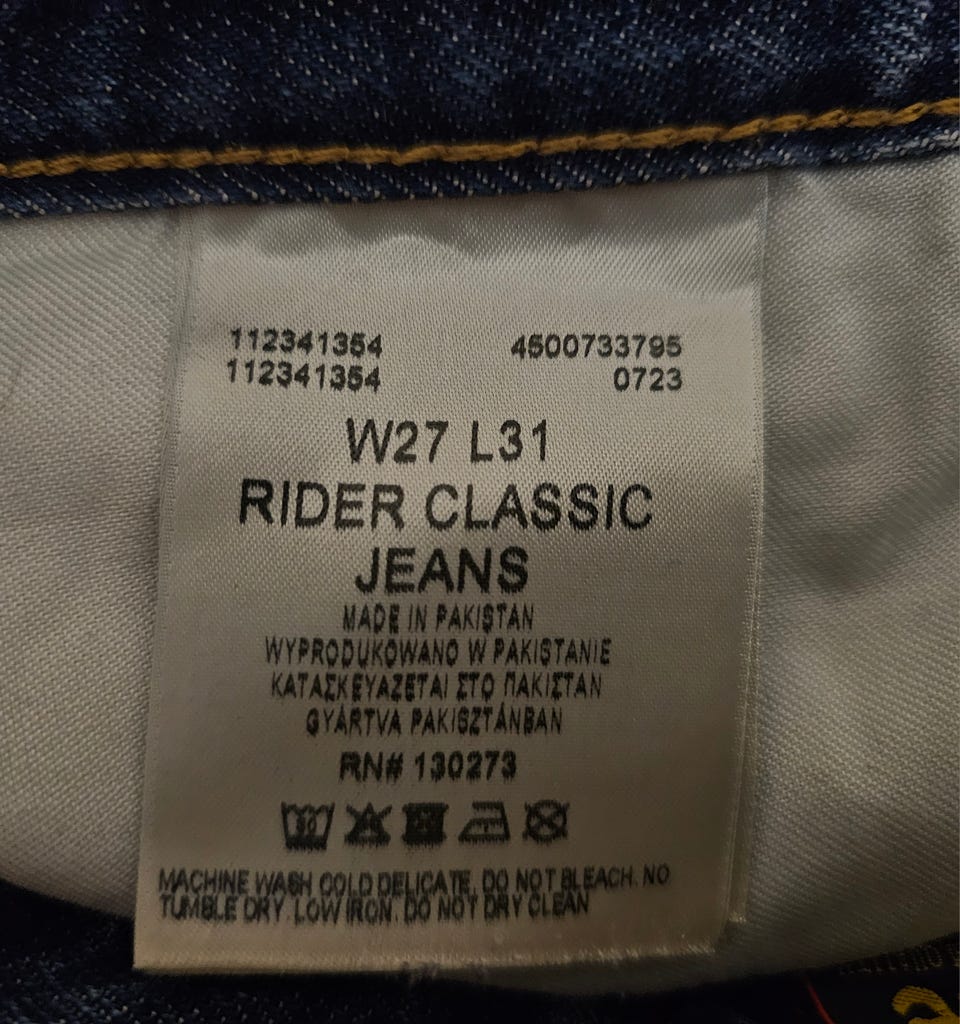 112341354 4500733795
112341354 0723
W27 L31
RIDER CLASSIC
JEANS
MADE IN PAKISTAN
WYPRODUKOWANO W PAKISTANIE
ΚΑΤΑΣΚΕΥΑΖΕΤΑΙ ΣΤΟ ΠΑΚΙΣΤΑΝ
GYÁRTVA PAKISZTÁNBAN
RN# 130273
30
MACHINE WASH COLD DELICATE. DO NOT BLEACH. NO
TUMBLE DRY. LOW IRON. DO NOT DRY CLEAN